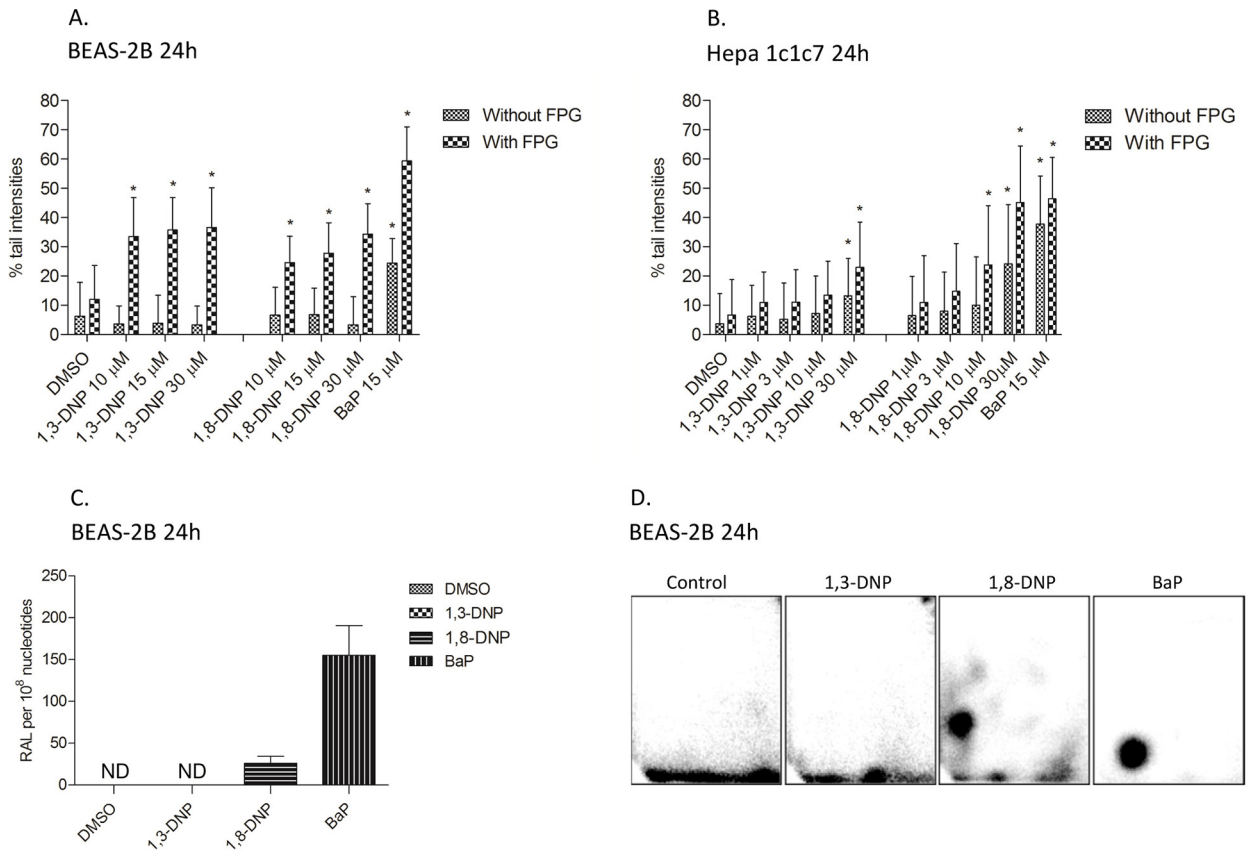 A.
BEAS-2B 24h
% tail intensities
80
70
60
50
40
30
20
10
0
* * * * * * * *
DMSO
1,3-DNP 10 µM
1,3-DNP 15 µM
1,3-DNP 30 µM
1,8-DNP 10 µM
1,8-DNP 15 µM
1,8-DNP 30 µM
BaP 15 µM
Without FPG
With FPG
B.
Hepa 1c1c7 24h
% tail intensities
80
70
60
50
40
30
20
10
0
* * * * * * *
DMSO
1,3-DNP 1µM
1,3-DNP 3 µM
1,3-DNP 10 µM
1,3-DNP 30 µM
1,8-DNP 1µM
1,8-DNP 3 µM
1,8-DNP 10 µM
1,8-DNP 30µM
BaP 15 µM
Without FPG
With FPG
C.
BEAS-2B 24h
RAL per 10⁸ nucleotides
250
200
150
100
50
0
ND ND
DMSO
1,3-DNP
1,8-DNP
BaP
DMSO
1,3-DNP
1,8-DNP
BaP
D.
BEAS-2B 24h
Control 1,3-DNP 1,8-DNP BaP